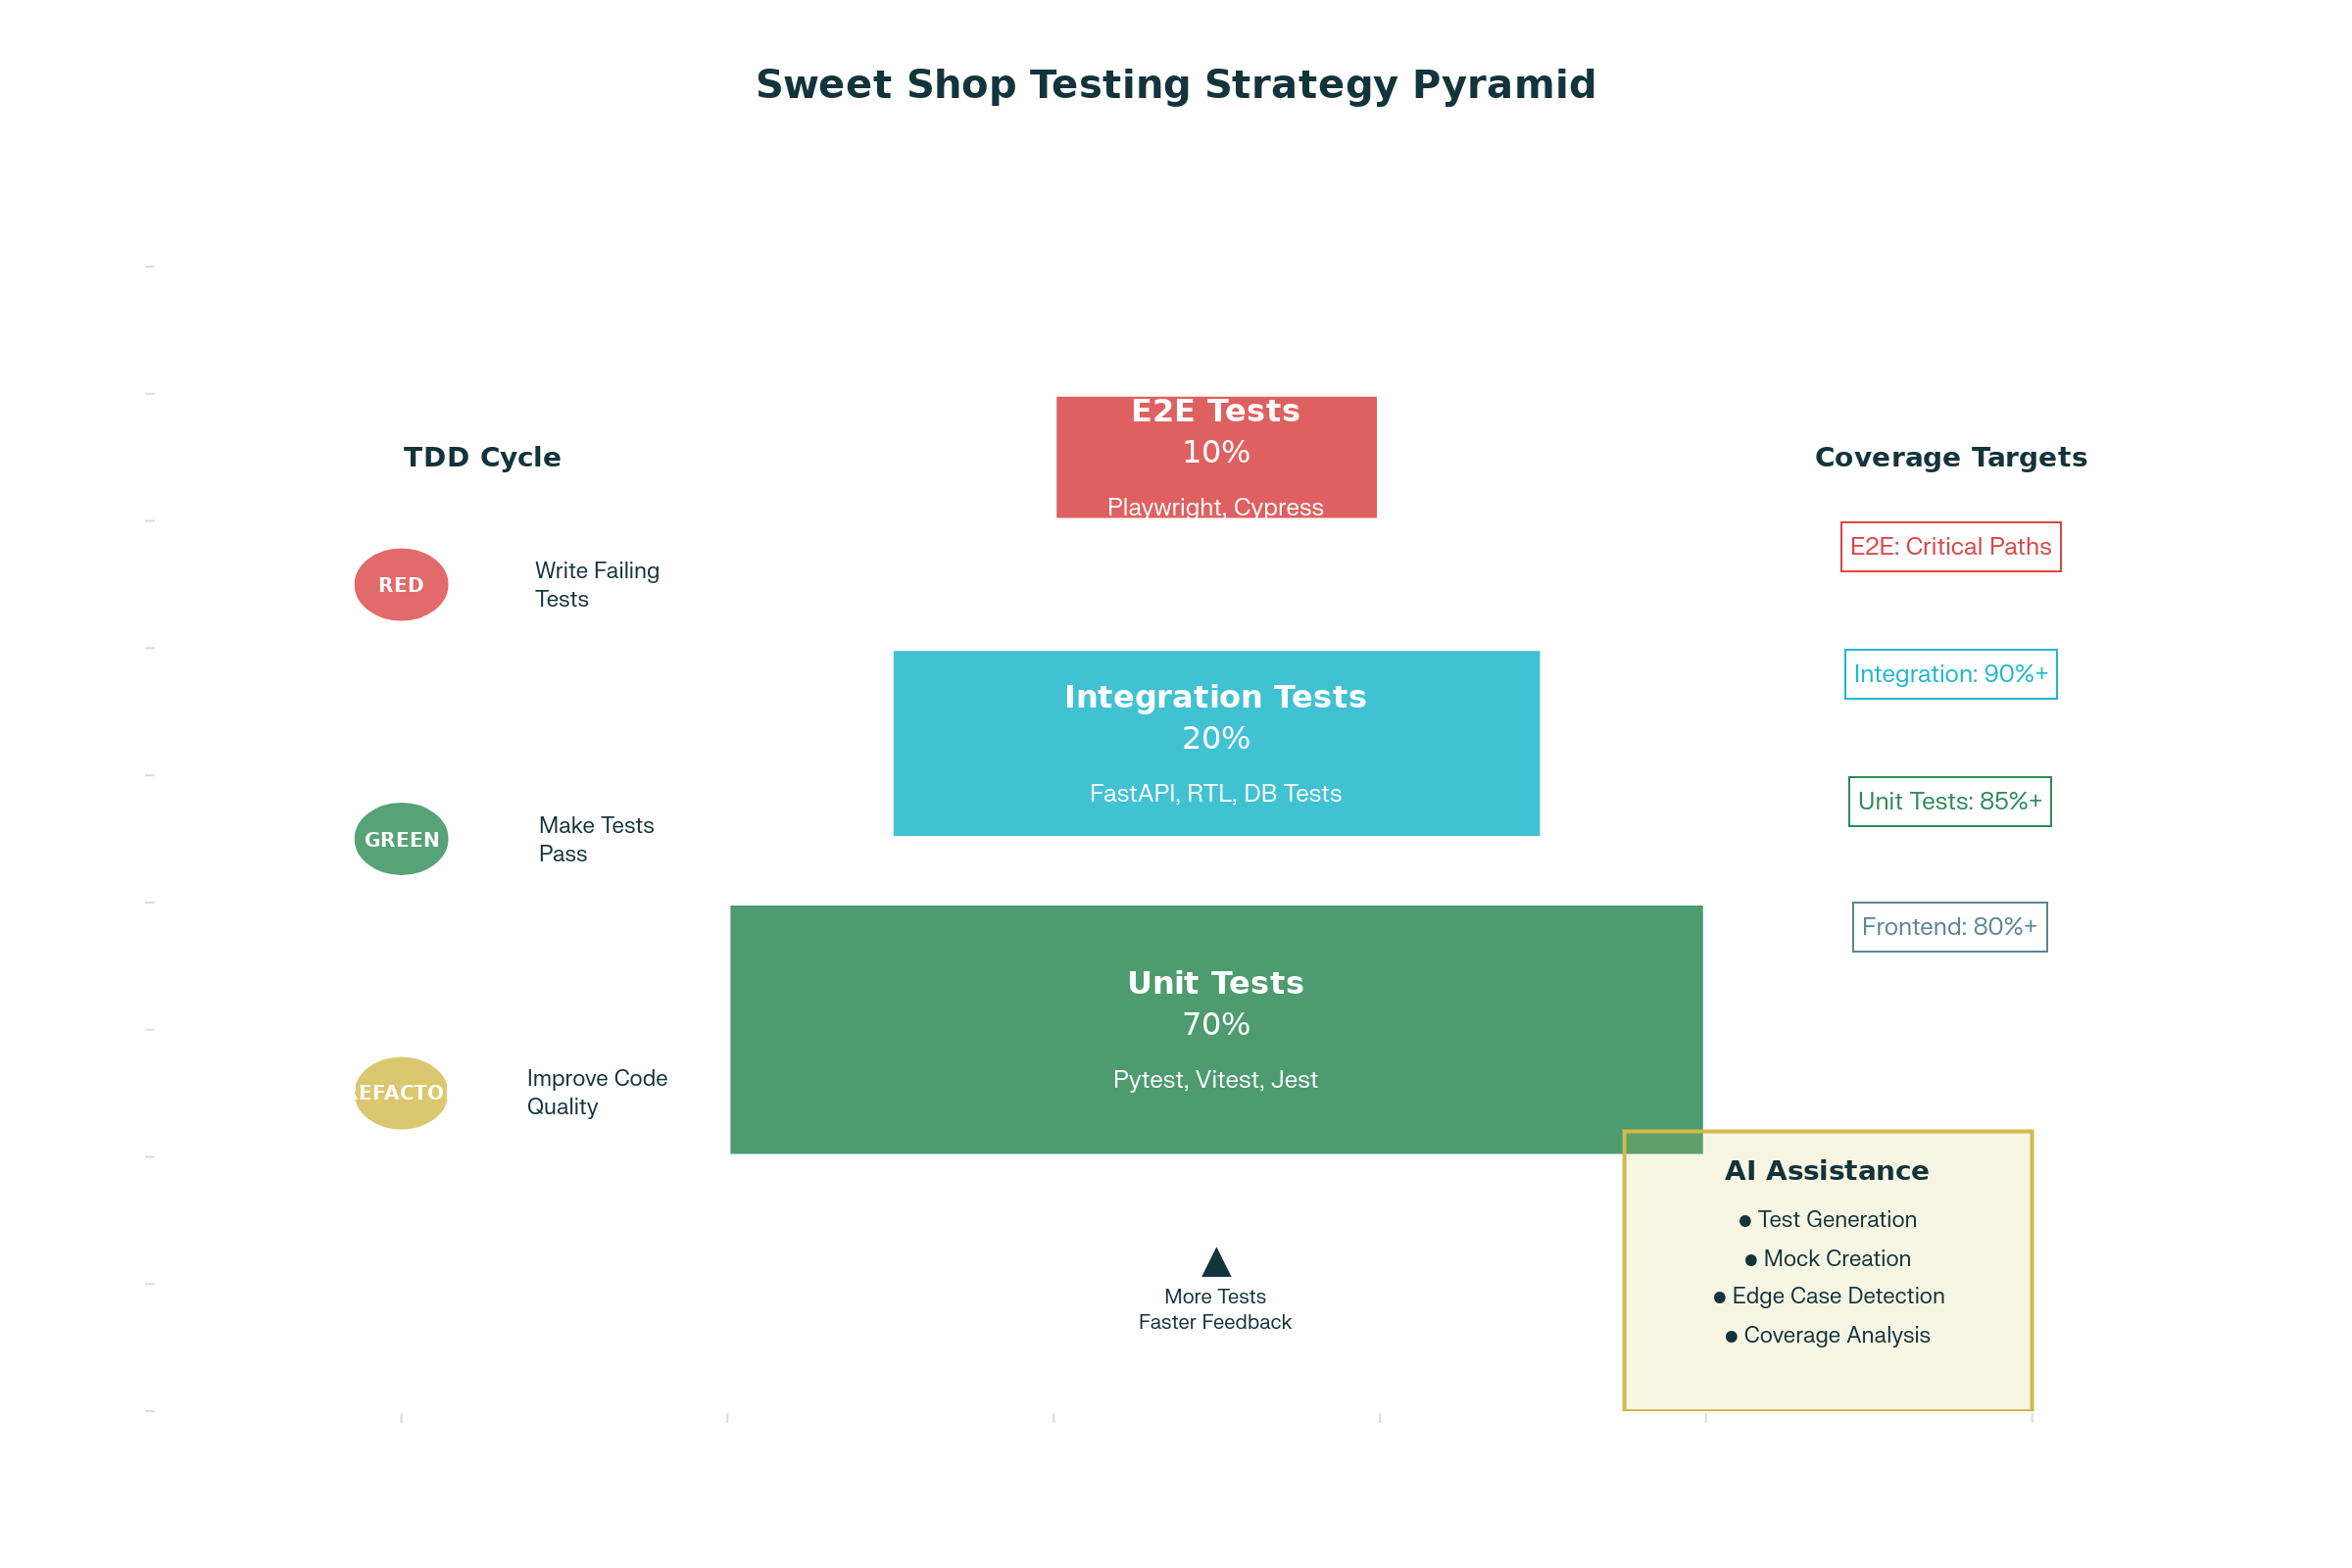 Sweet Shop Testing Strategy Pyramid
TDD Cycle
RED
Write Failing
Tests
GREEN
Make Tests
Pass
REFACTOR
Improve Code
Quality
E2E Tests
10%
Playwright, Cypress
Integration Tests
20%
FastAPI, RTL, DB Tests
Unit Tests
70%
Pytest, Vitest, Jest
▲
More Tests
Faster Feedback
Coverage Targets
E2E: Critical Paths
Integration: 90%+
Unit Tests: 85%+
Frontend: 80%+
AI Assistance
● Test Generation
● Mock Creation
● Edge Case Detection
● Coverage Analysis